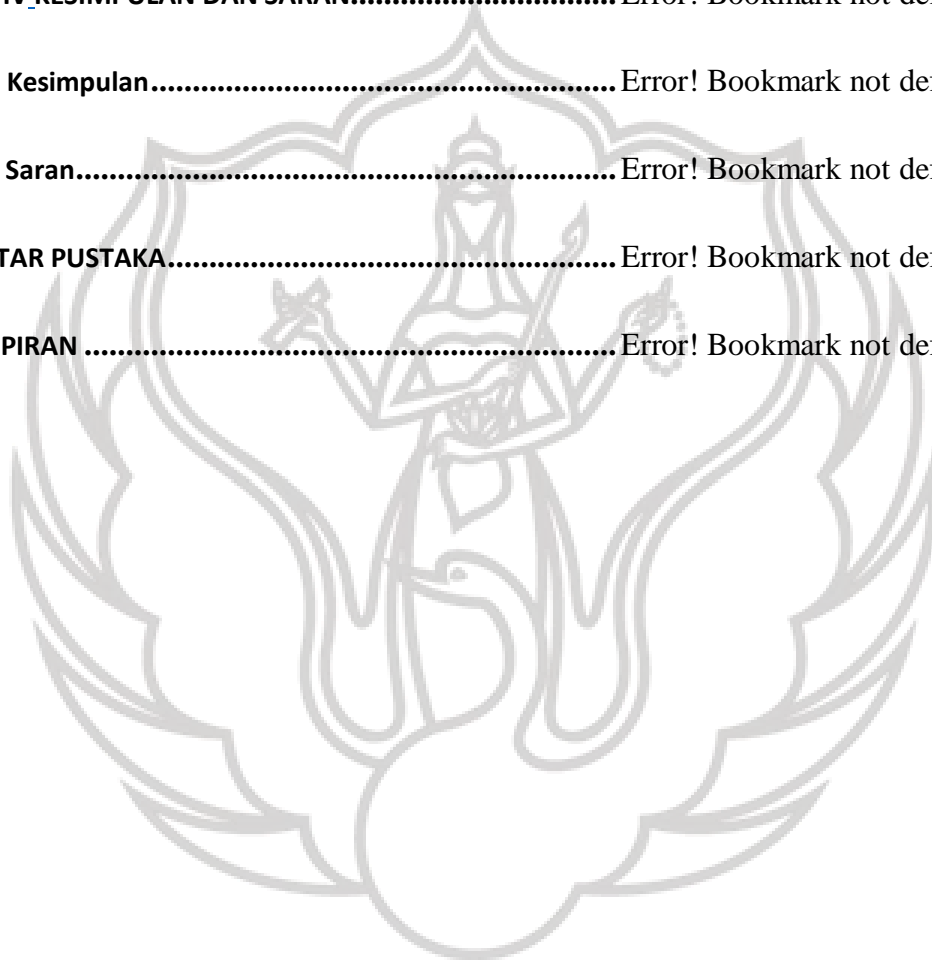 IV KESIMPULAN DAN SARAN.................................Error! Bookmark not de
Kesimpulan.........................................................Error! Bookmark not de
Saran..................................................................Error! Bookmark not de
TAR PUSTAKA.......................................................Error! Bookmark not de
PIRAN .................................................................Error! Bookmark not de